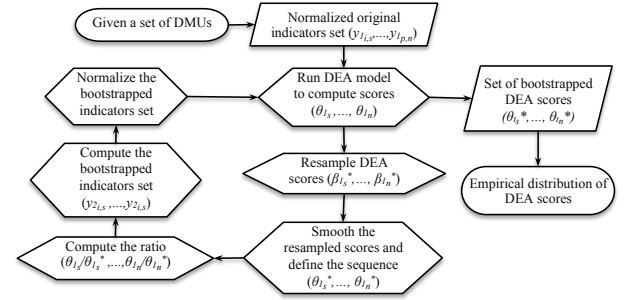 Given a set of DMUs
Normalized original
indicators set (y₁ᵢ,ₛ,...,y₁ₚ,ₙ)
Normalize the
bootstrapped
indicators set
Run DEA model
to compute scores
(θ₁ₛ,..., θ₁ₙ)
Set of bootstrapped
DEA scores
(θₜₛ*,..., θₜₙ*)
Compute the
bootstrapped
indicators set
(y₂ᵢ,ₛ,...,y₂ᵢ,ₛ)
Resample DEA
scores (β₁ₛ*,..., β₁ₙ*)
Empirical distribution of
DEA scores
Compute the ratio
(θ₁ₛ/θ₁ₛ* ,...,θ₁ₙ/θ₁ₙ*)
Smooth the
resampled scores and
define the sequence
(θ₁ₛ*,..., θ₁ₙ*)